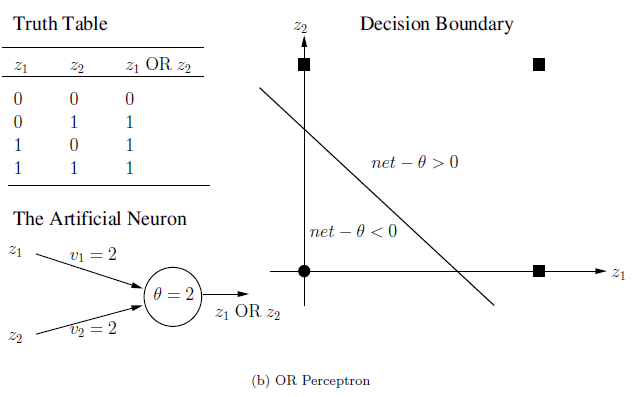 Truth Table
z₁ z₂ z₁ OR z₂
0 0 0
0 1 1
1 0 1
1 1 1
The Artificial Neuron
z₁
v₁ = 2
θ = 2
z₁ OR z₂
v₂ = 2
z₂
Decision Boundary
z₂
net − θ > 0
net − θ < 0
z₁
(b) OR Perceptron